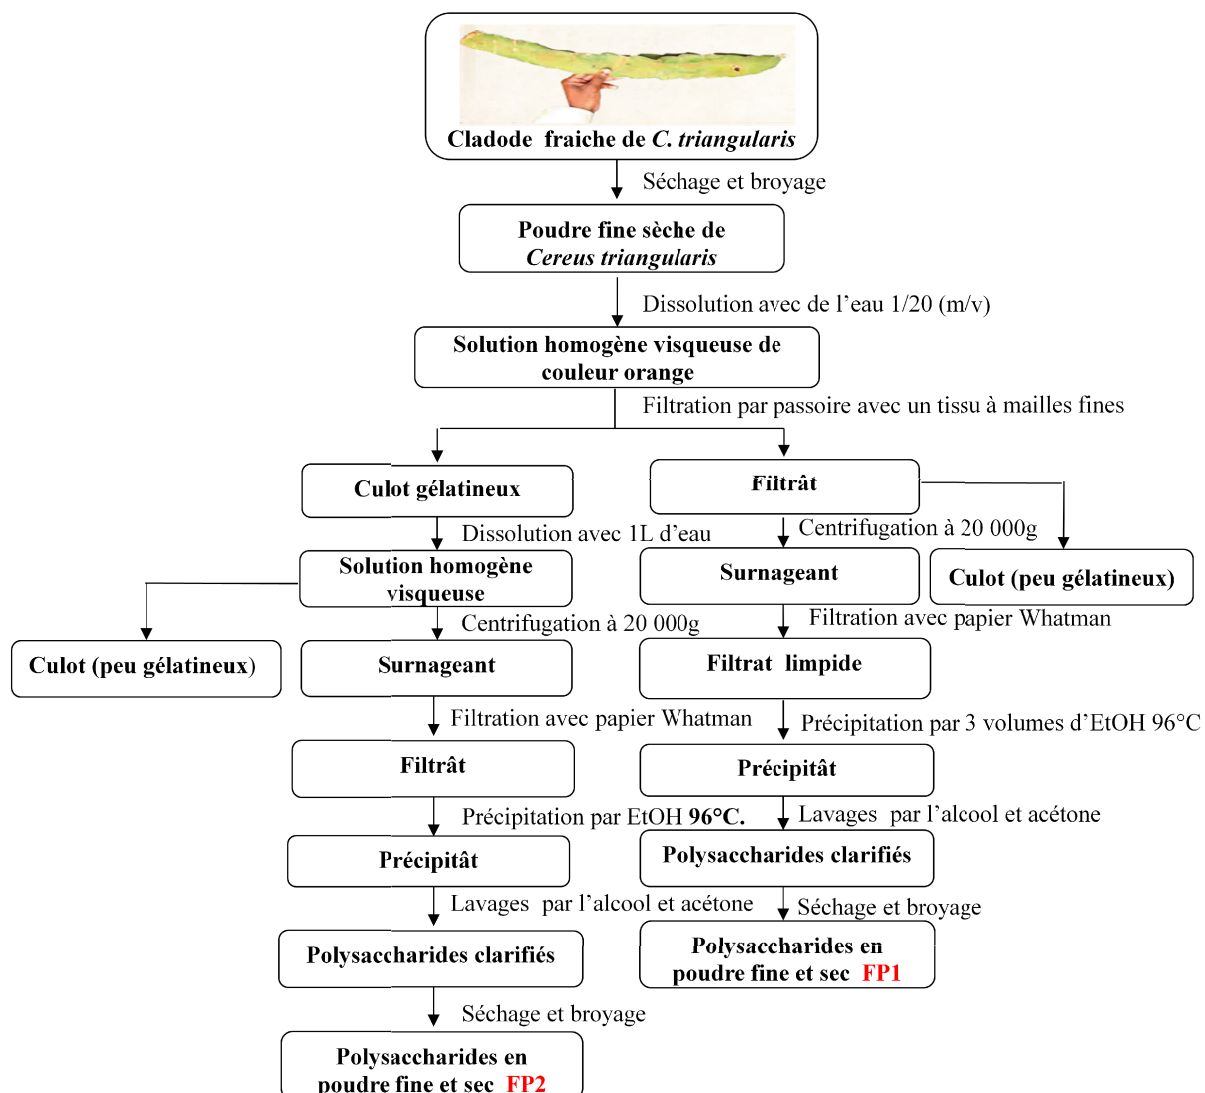 Cladode fraiche de C. triangularis
Séchage et broyage
Poudre fine sèche de
Cereus triangularis
Dissolution avec de l’eau 1/20 (m/v)
Solution homogène visqueuse de
couleur orange
Filtration par passoire avec un tissu à mailles fines
Culot gélatineux
Filtrât
Dissolution avec 1L d’eau
Centrifugation à 20 000g
Solution homogène
visqueuse
Surnageant
Culot (peu gélatineux)
Centrifugation à 20 000g
Filtration avec papier Whatman
Culot (peu gélatineux)
Surnageant
Filtrat limpide
Filtration avec papier Whatman
Précipitation par 3 volumes d’EtOH 96°C
Filtrât
Précipitât
Précipitation par EtOH 96°C.
Lavages par l’alcool et acétone
Précipitât
Polysaccharides clarifiés
Lavages par l’alcool et acétone
Séchage et broyage
Polysaccharides clarifiés
Polysaccharides en
poudre fine et sec FP1
Séchage et broyage
Polysaccharides en
poudre fine et sec FP2